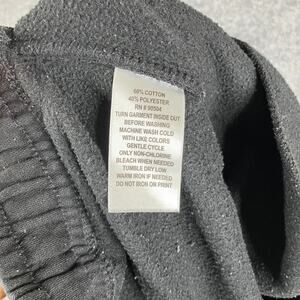 60% COTTON
40% POLYESTER
RN # 90504
TURN GARMENT INSIDE OUT
BEFORE WASHING
MACHINE WASH COLD
WITH LIKE COLORS
GENTLE CYCLE
ONLY NON-CHLORINE
BLEACH WHEN NEEDED
TUMBLE DRY LOW
WARM IRON IF NEEDED
DO NOT IRON ON PRINT